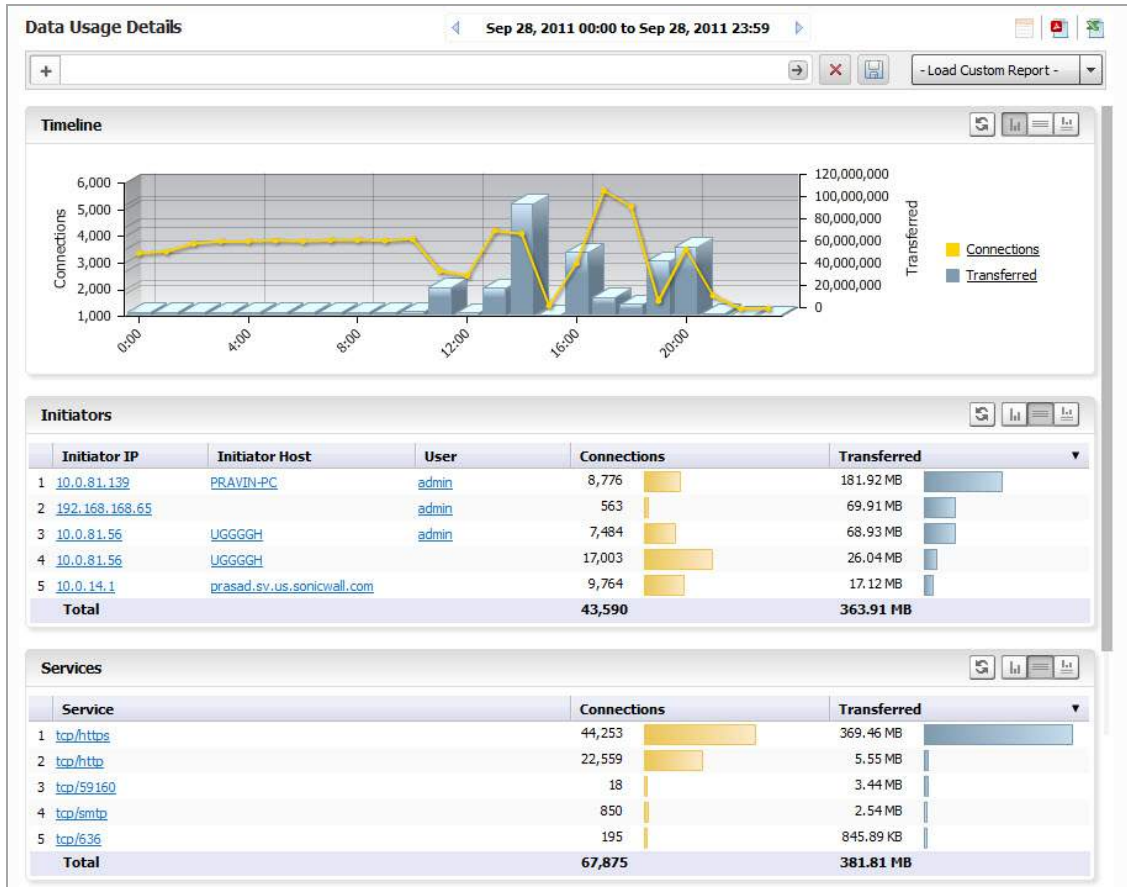 Data Usage Details
Sep 28, 2011 00:00 to Sep 28, 2011 23:59
+
- Load Custom Report -
Timeline
6,000
5,000
4,000
3,000
2,000
1,000
Connections
120,000,000
100,000,000
80,000,000
60,000,000
40,000,000
20,000,000
0
Transferred
0:00 4:00 8:00 12:00 16:00 20:00
Connections
Transferred
Initiators
Initiator IP Initiator Host User Connections Transferred
1 10.0.81.139 PRAVIN-PC admin 8,776 181.92 MB
2 192.168.168.65 admin 563 69.91 MB
3 10.0.81.56 UGGGGH admin 7,484 68.93 MB
4 10.0.81.56 UGGGGH 17,003 26.04 MB
5 10.0.14.1 prasad.sv.us.sonicwall.com 9,764 17.12 MB
Total 43,590 363.91 MB
Services
Service Connections Transferred
1 tcp/https 44,253 369.46 MB
2 tcp/http 22,559 5.55 MB
3 tcp/59160 18 3.44 MB
4 tcp/smtp 850 2.54 MB
5 tcp/636 195 845.89 KB
Total 67,875 381.81 MB